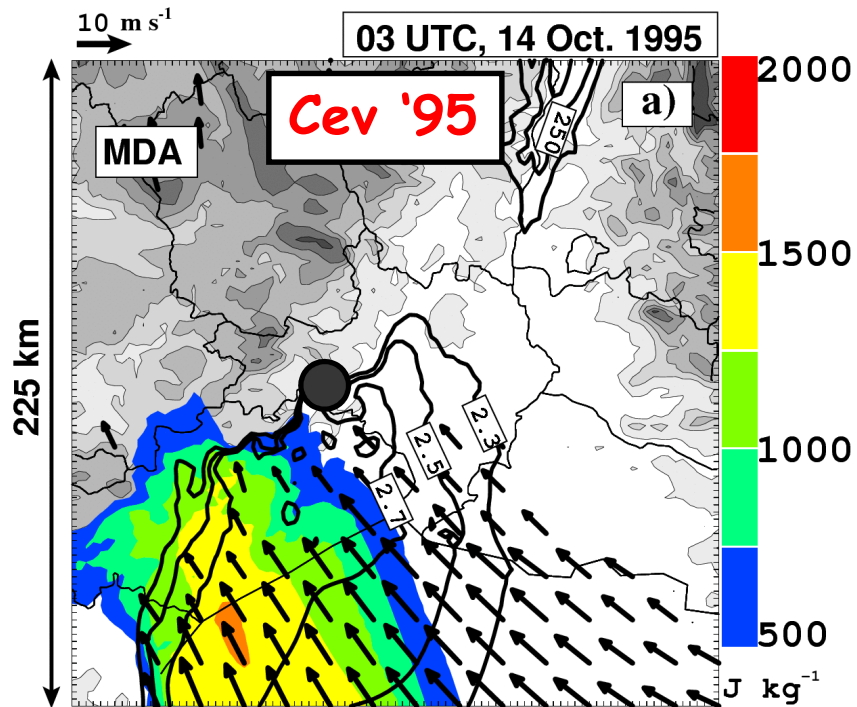 10 m s⁻¹
03 UTC, 14 Oct. 1995
2000
Cev '95
a)
MDA
250
1500
225 km
2.3
2.5
1000
2.7
500
J kg⁻¹